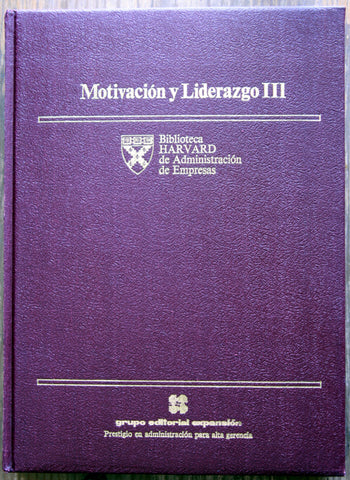 Motivación y Liderazgo III
Biblioteca
HARVARD
de Administración
de Empresas
grupo editorial expansión
Prestigio en administración para alta gerencia